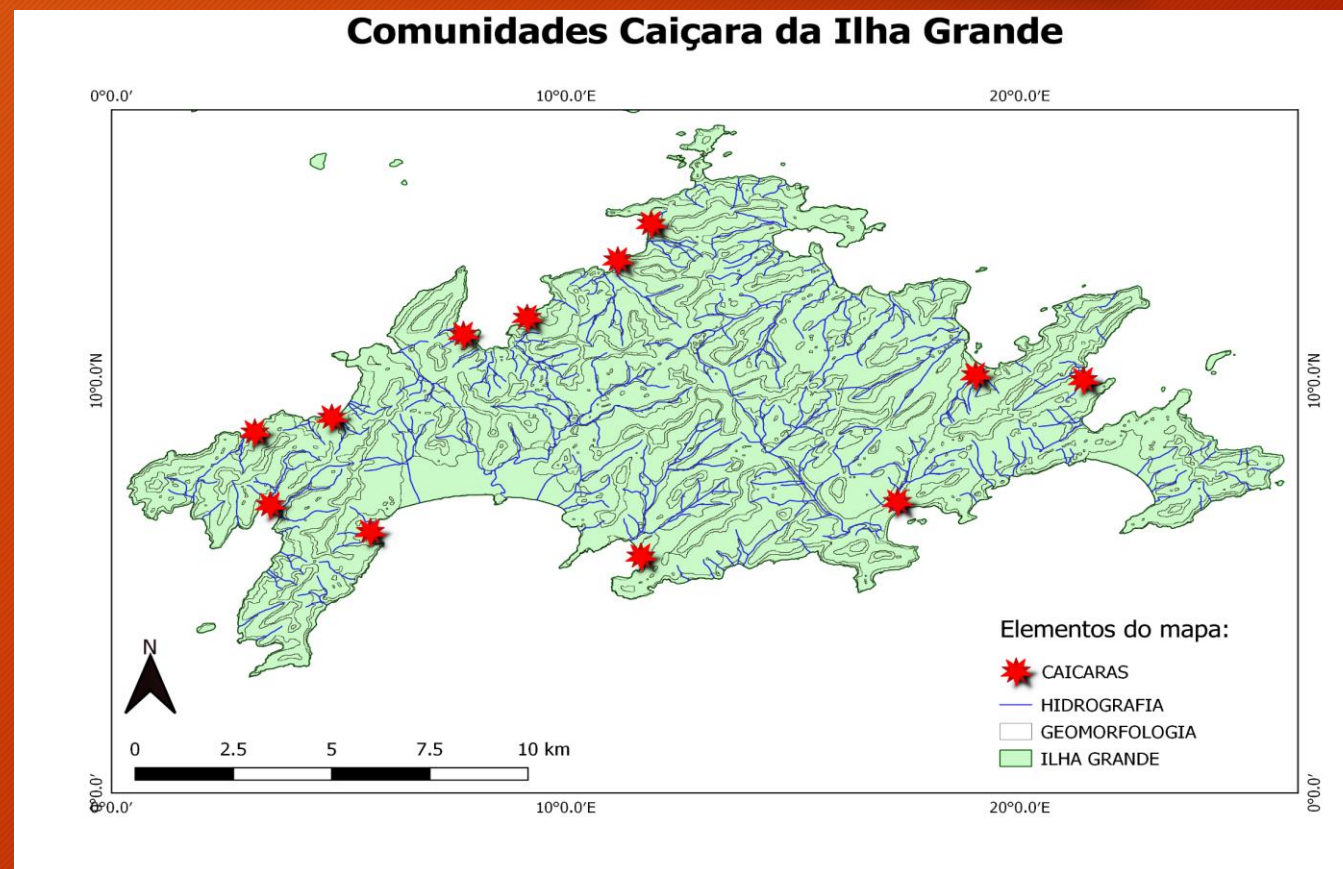 Comunidades Caiçara da Ilha Grande
0°0.0′ 10°0.0′E 20°0.0′E
10°0.0′N 10°0.0′N
N
Elementos do mapa:
CAICARAS
HIDROGRAFIA
GEOMORFOLOGIA
ILHA GRANDE
0 2.5 5 7.5 10 km
0°0.0′ 0°0.0′
0°0.0′ 10°0.0′E 20°0.0′E